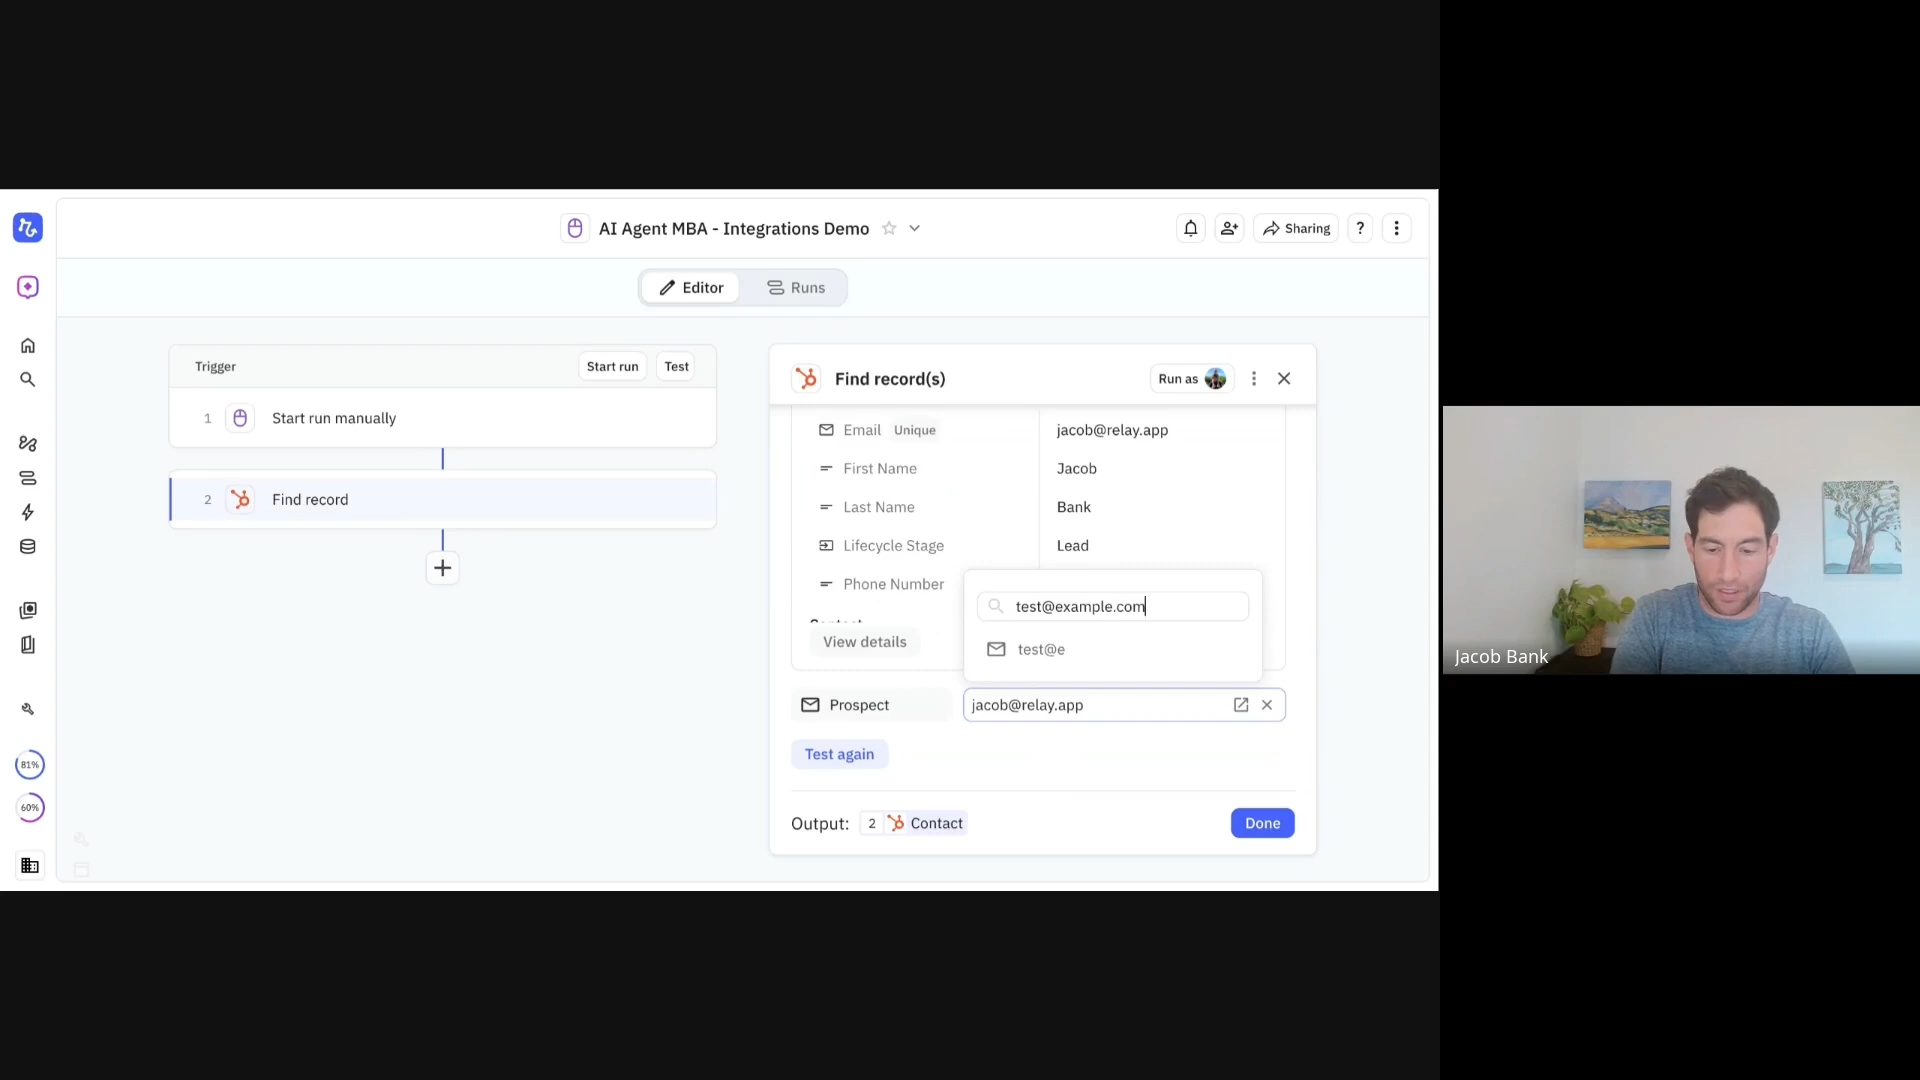 AI Agent MBA - Integrations Demo
Sharing
?
Editor
Runs
Trigger
Start run
Test
1
Start run manually
2
Find record
Find record(s)
Run as
Email
Unique
jacob@relay.app
First Name
Jacob
Last Name
Bank
Lifecycle Stage
Lead
Phone Number
test@example.com
View details
test@e
Prospect
jacob@relay.app
Test again
Output:
2
Contact
Done
81%
60%
Jacob Bank